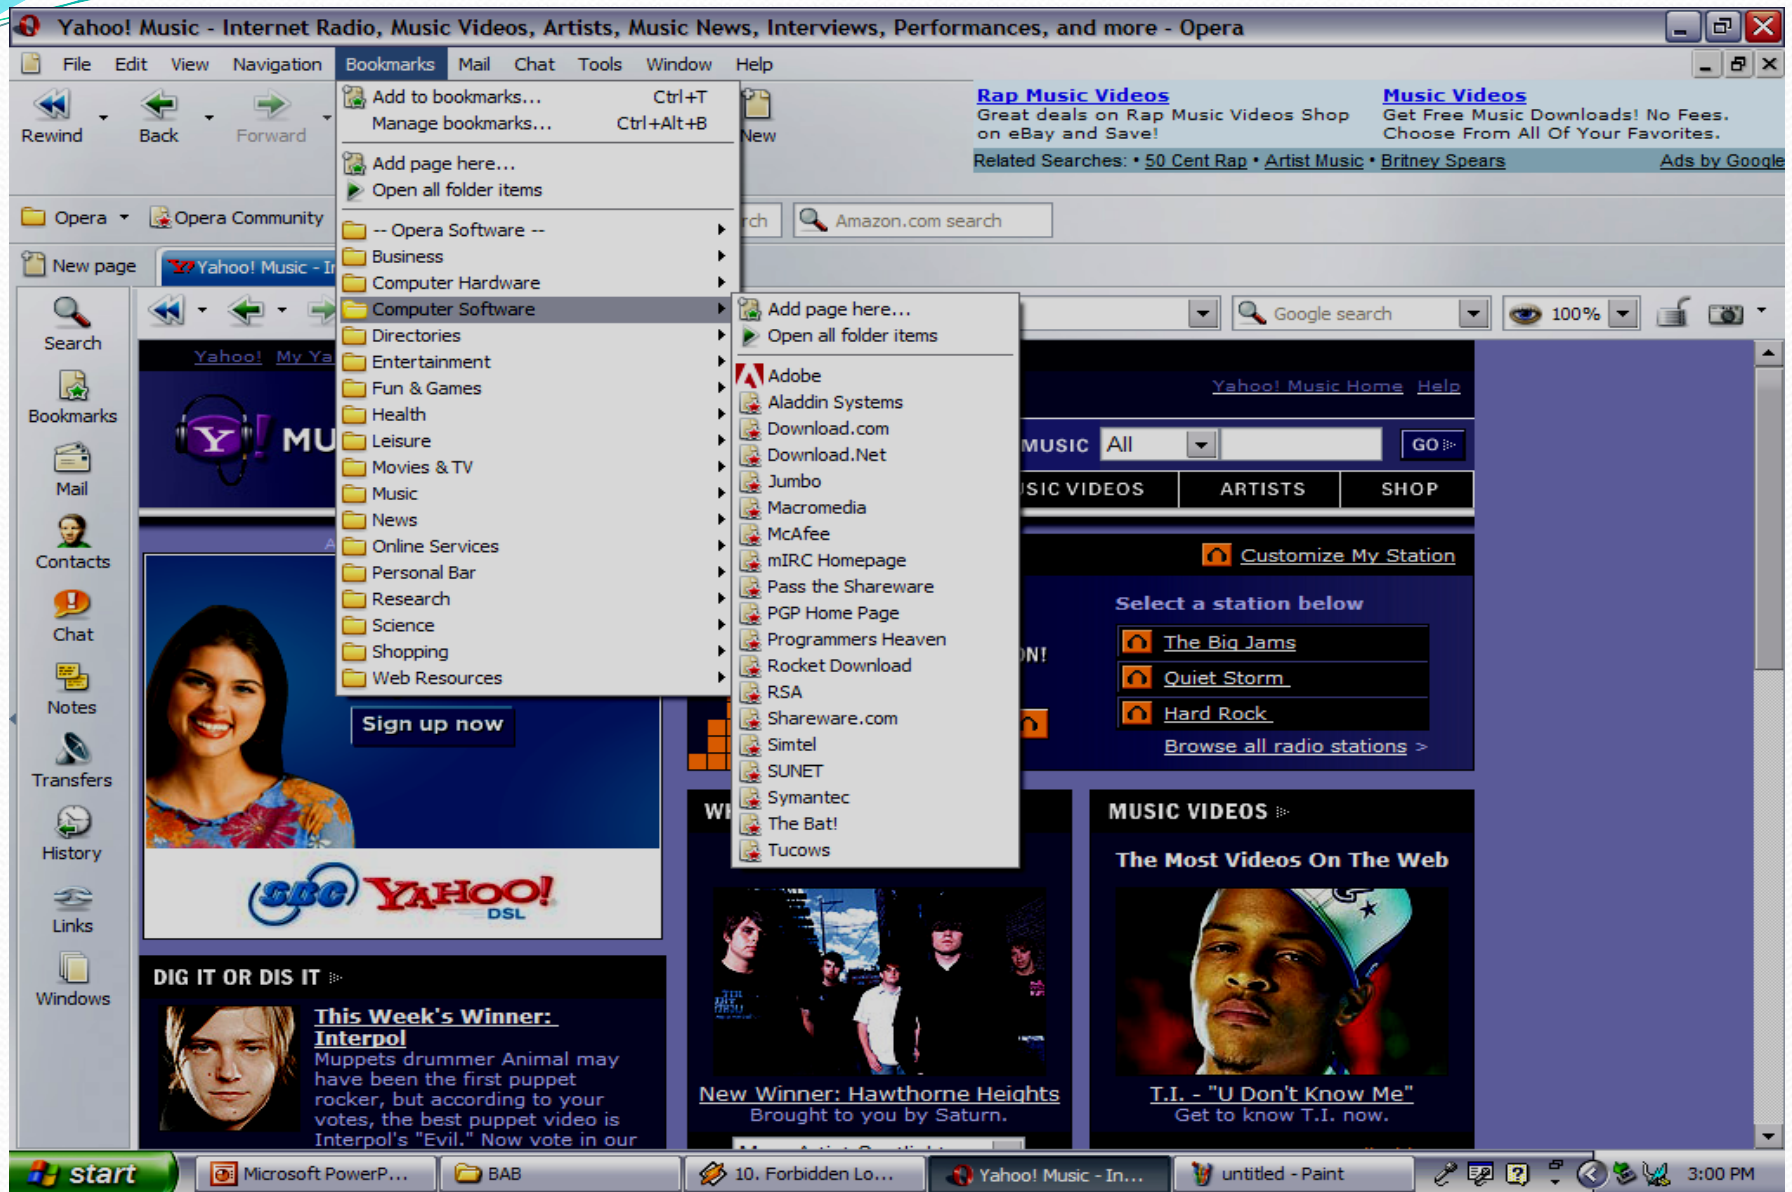 Yahoo! Music - Internet Radio, Music Videos, Artists, Music News, Interviews, Performances, and more - Opera
File Edit View Navigation Bookmarks Mail Chat Tools Window Help
Rewind Back Forward New
Rap Music Videos
Great deals on Rap Music Videos Shop
on eBay and Save!
Music Videos
Get Free Music Downloads! No Fees.
Choose From All Of Your Favorites.
Related Searches: • 50 Cent Rap • Artist Music • Britney Spears Ads by Google
Opera Opera Community rch Amazon.com search
New page Yahoo! Music - In
Add to bookmarks... Ctrl+T
Manage bookmarks... Ctrl+Alt+B
Add page here...
Open all folder items
-- Opera Software --
Business
Computer Hardware
Computer Software
Directories
Entertainment
Fun & Games
Health
Leisure
Movies & TV
Music
News
Online Services
Personal Bar
Research
Science
Shopping
Web Resources
Add page here...
Open all folder items
Adobe
Aladdin Systems
Download.com
Download.Net
Jumbo
Macromedia
McAfee
mIRC Homepage
Pass the Shareware
PGP Home Page
Programmers Heaven
Rocket Download
RSA
Shareware.com
Simtel
SUNET
Symantec
The Bat!
Tucows
Google search 100%
Search
Bookmarks
Mail
Contacts
Chat
Notes
Transfers
History
Links
Windows
Yahoo! My Ya
Yahoo! Music Home Help
Y! MU
MUSIC All GO
SIC VIDEOS ARTISTS SHOP
Customize My Station
Select a station below
ON!
The Big Jams
Quiet Storm
Hard Rock
Browse all radio stations >
Sign up now
SBC YAHOO!
DSL
MUSIC VIDEOS
The Most Videos On The Web
DIG IT OR DIS IT
This Week's Winner:
Interpol
Muppets drummer Animal may
have been the first puppet
rocker, but according to your
votes, the best puppet video is
Interpol's "Evil." Now vote in our
New Winner: Hawthorne Heights
Brought to you by Saturn.
T.I. - "U Don't Know Me"
Get to know T.I. now.
start Microsoft PowerP... BAB 10. Forbidden Lo... Yahoo! Music - In... untitled - Paint 3:00 PM